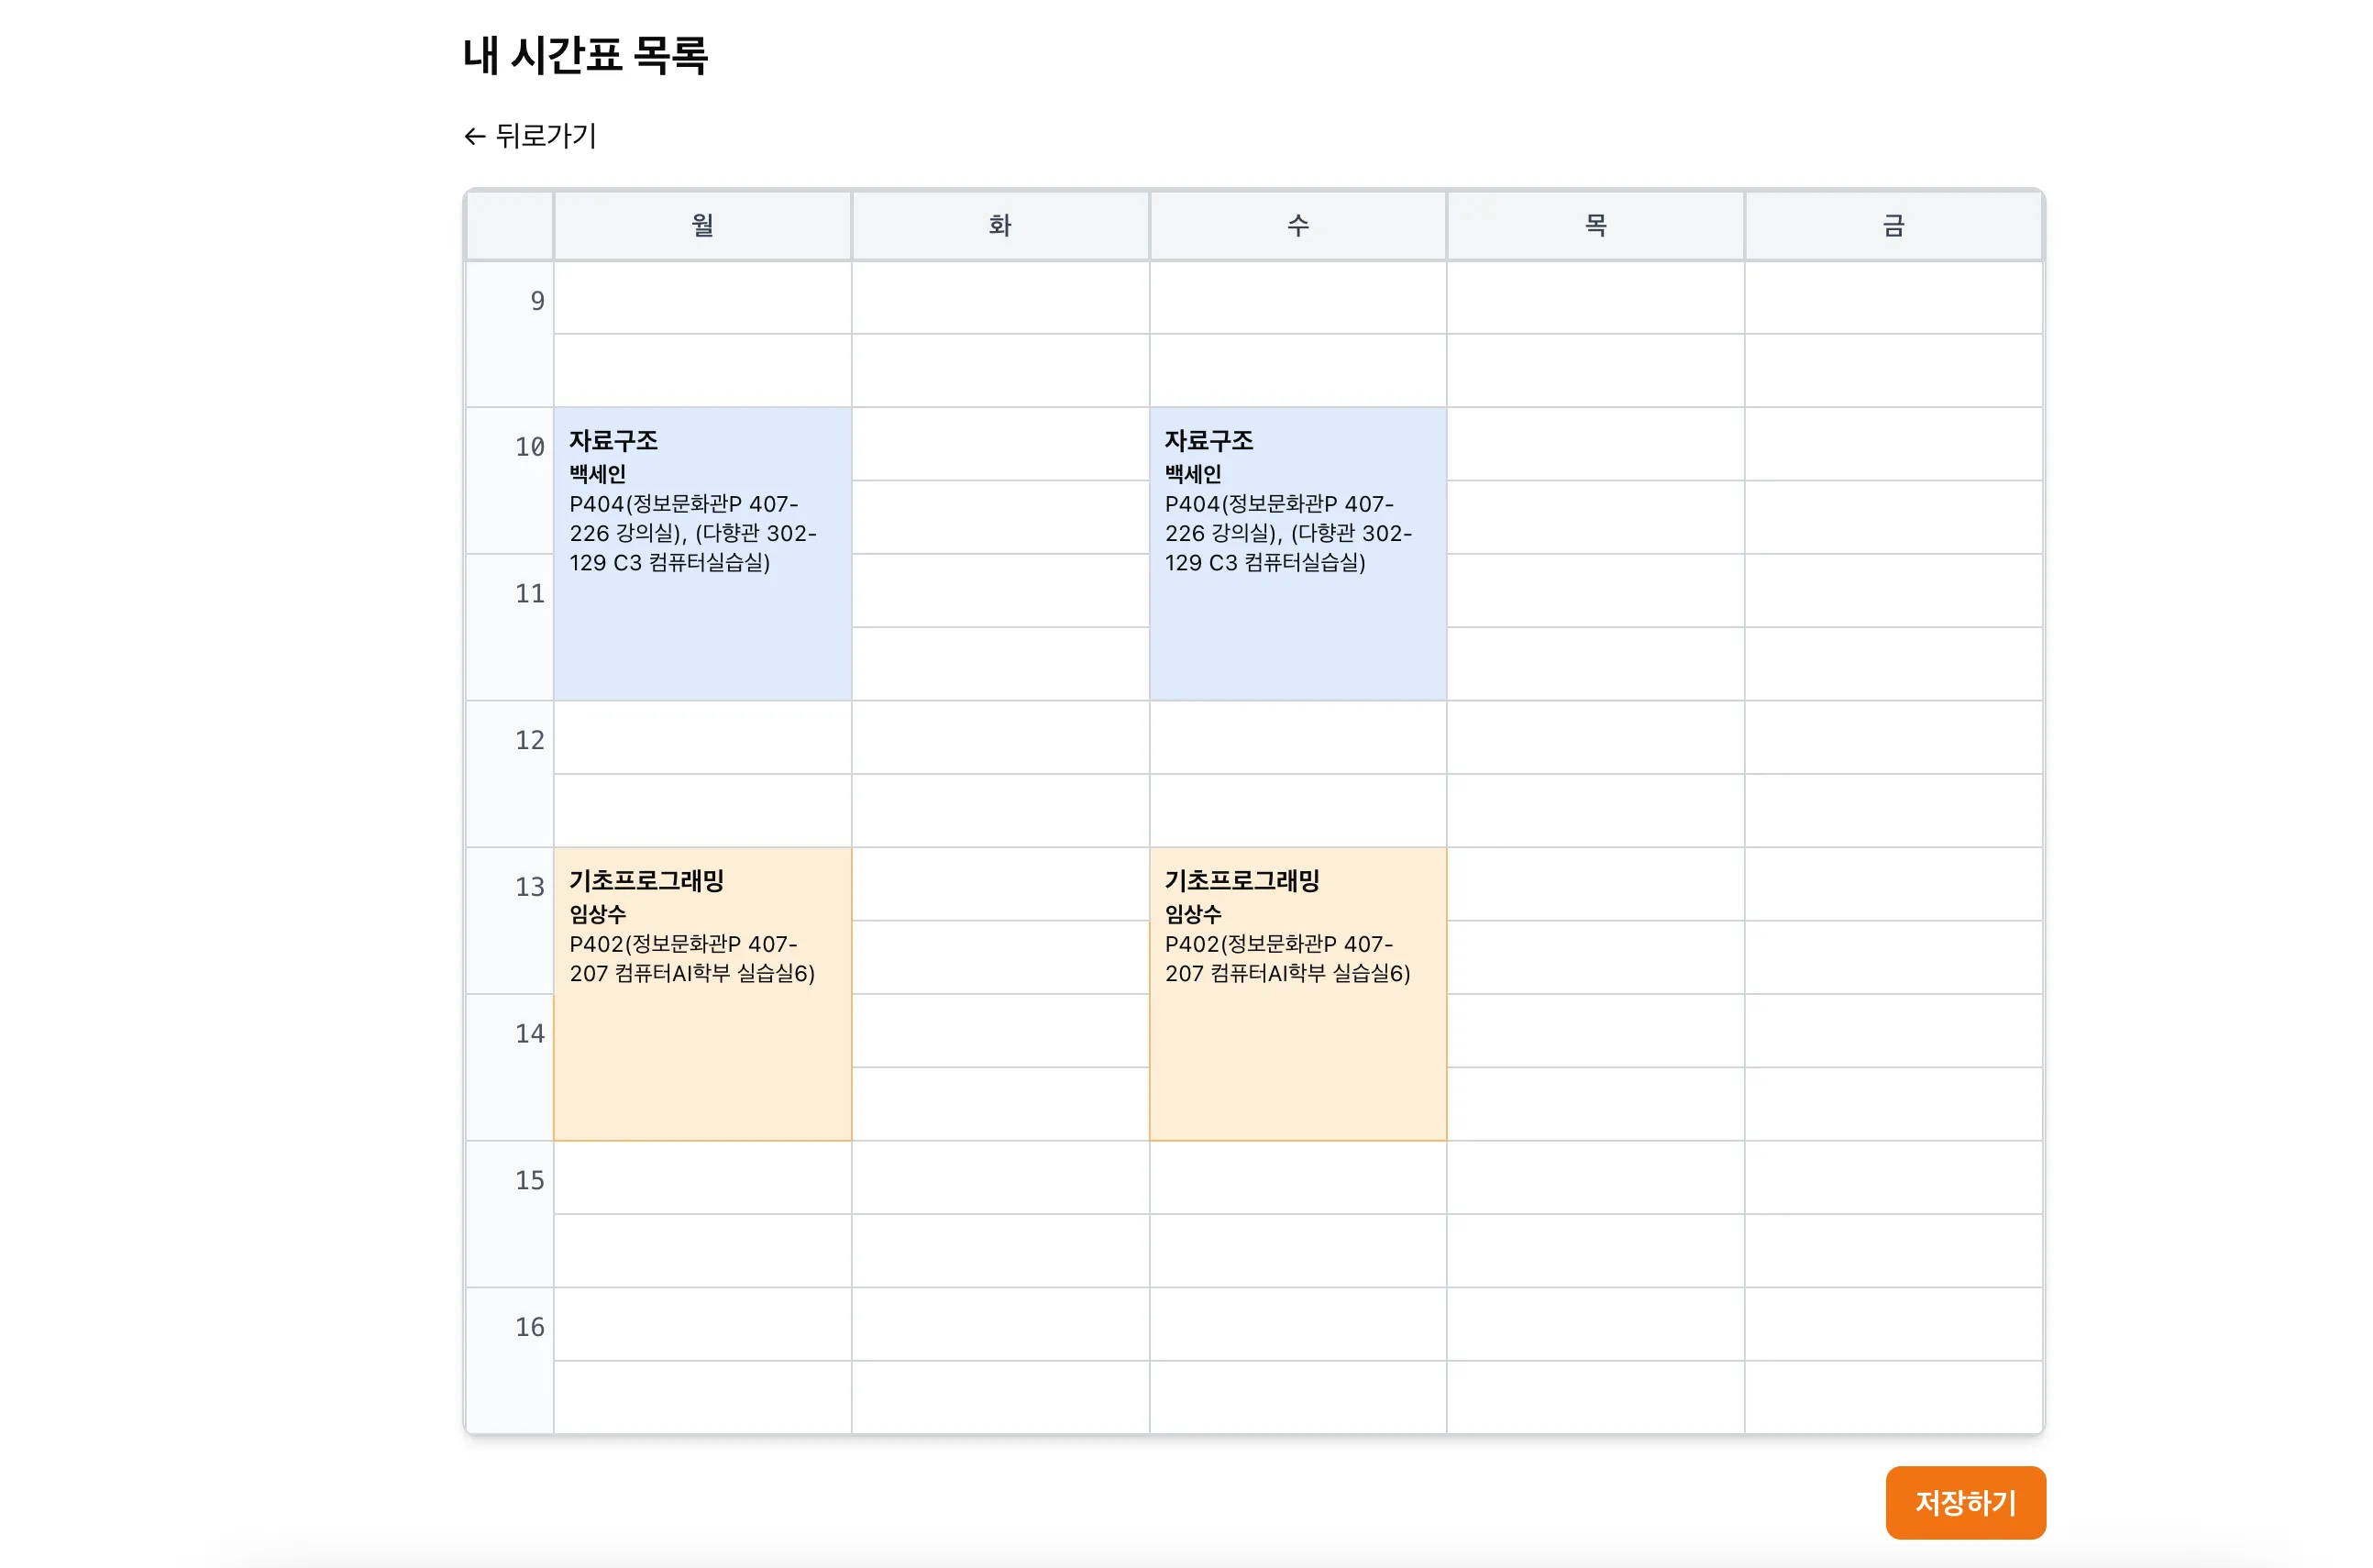 내 시간표 목록
← 뒤로가기
월 화 수 목 금
9
10
자료구조
백세인
P404(정보문화관P 407-
226 강의실), (다향관 302-
129 C3 컴퓨터실습실)
자료구조
백세인
P404(정보문화관P 407-
226 강의실), (다향관 302-
129 C3 컴퓨터실습실)
11
12
13
기초프로그래밍
임상수
P402(정보문화관P 407-
207 컴퓨터AI학부 실습실6)
기초프로그래밍
임상수
P402(정보문화관P 407-
207 컴퓨터AI학부 실습실6)
14
15
16
저장하기